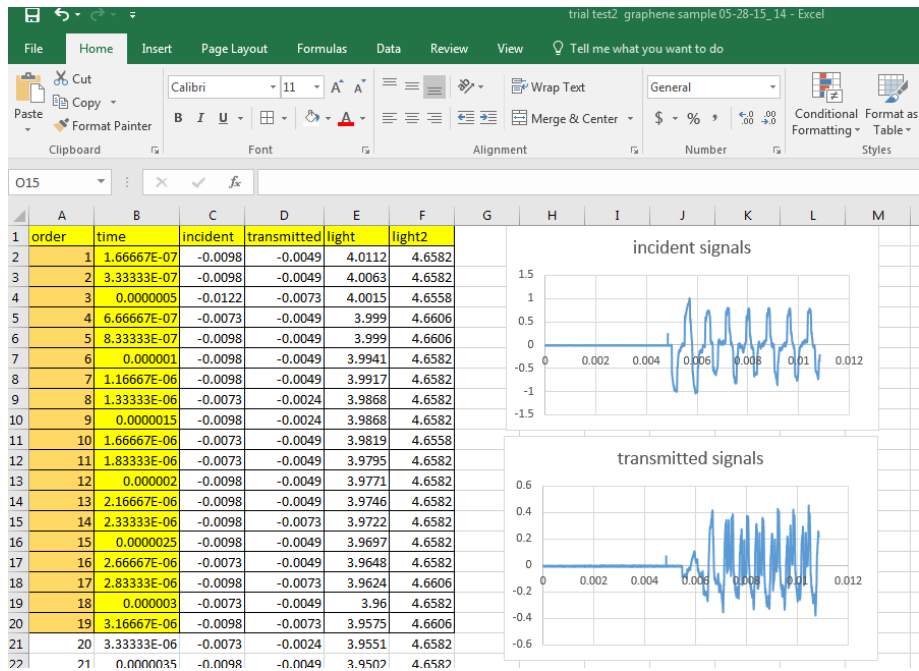 trial test2 graphene sample 05-28-15_ 14 - Excel
File Home Insert Page Layout Formulas Data Review View Tell me what you want to do
Cut
Copy
Format Painter
Paste
Calibri 11 A A
B I U A
Wrap Text
Merge & Center
General
$ % , .0 .00 .00 .0
Conditional Formatting
Format as Table
Clipboard Font Alignment Number Styles
O15 fx
A B C D E F G H I J K L M
1 order time incident transmitted light light2
2 1 1.66667E-07 -0.0098 -0.0049 4.0112 4.6582
3 2 3.33333E-07 -0.0098 -0.0049 4.0063 4.6582
4 3 0.0000005 -0.0122 -0.0073 4.0015 4.6558
5 4 6.66667E-07 -0.0073 -0.0049 3.999 4.6606
6 5 8.33333E-07 -0.0098 -0.0049 3.999 4.6606
7 6 0.000001 -0.0098 -0.0049 3.9941 4.6582
8 7 1.16667E-06 -0.0098 -0.0049 3.9917 4.6582
9 8 1.33333E-06 -0.0073 -0.0024 3.9868 4.6582
10 9 0.0000015 -0.0098 -0.0024 3.9868 4.6582
11 10 1.66667E-06 -0.0073 -0.0049 3.9819 4.6558
12 11 1.83333E-06 -0.0073 -0.0049 3.9795 4.6582
13 12 0.000002 -0.0098 -0.0049 3.9771 4.6582
14 13 2.16667E-06 -0.0098 -0.0049 3.9746 4.6582
15 14 2.33333E-06 -0.0098 -0.0073 3.9722 4.6582
16 15 0.0000025 -0.0098 -0.0049 3.9697 4.6582
17 16 2.66667E-06 -0.0073 -0.0049 3.9648 4.6582
18 17 2.83333E-06 -0.0098 -0.0073 3.9624 4.6606
19 18 0.000003 -0.0073 -0.0049 3.96 4.6582
20 19 3.16667E-06 -0.0098 -0.0073 3.9575 4.6606
21 20 3.33333E-06 -0.0073 -0.0024 3.9551 4.6582
22 21 0.0000035 -0.0098 -0.0049 3.9502 4.6582
incident signals
1.5
1
0.5
0
0 0.002 0.004 0.006 0.008 0.01 0.012
-0.5
-1
-1.5
transmitted signals
0.6
0.4
0.2
0
0 0.002 0.004 0.006 0.008 0.01 0.012
-0.2
-0.4
-0.6